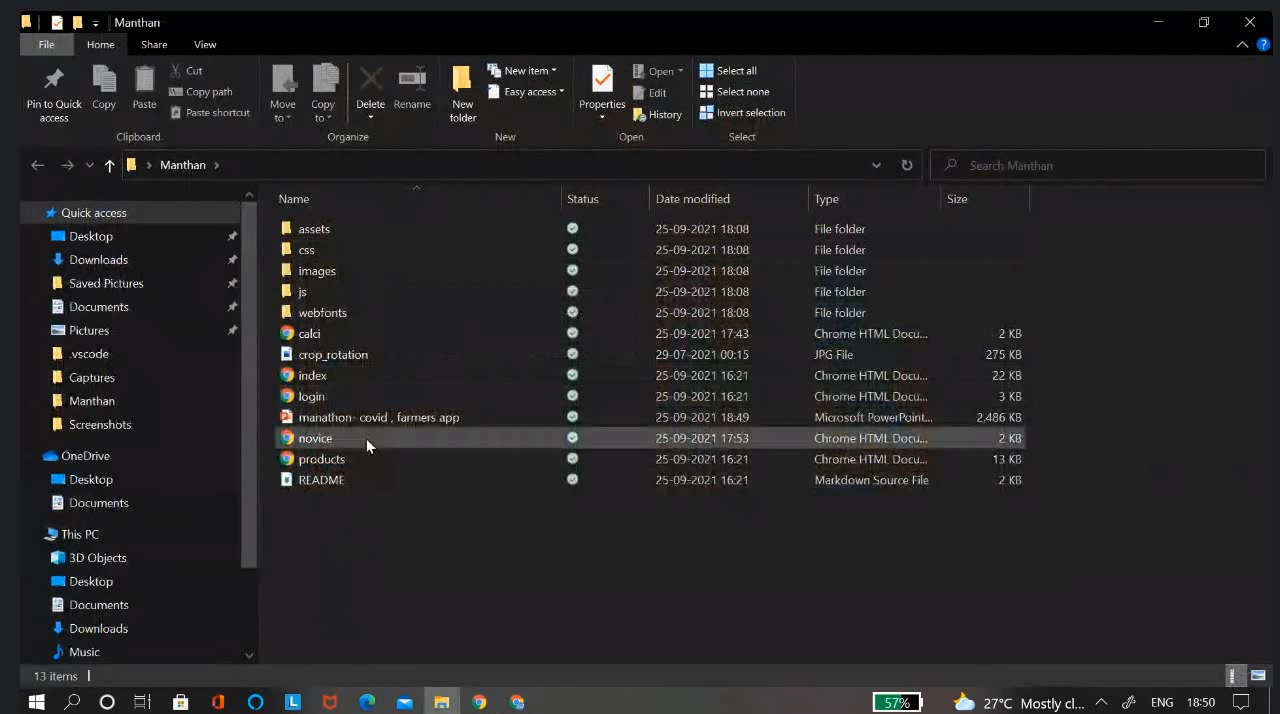 Manthan
File Home Share View
Pin to Quick access
Copy
Paste
Cut
Copy path
Paste shortcut
Clipboard
Move to
Copy to
Delete
Rename
Organize
New folder
New item
Easy access
New
Properties
Open
Edit
History
Open
Select all
Select none
Invert selection
Select
Manthan
Search Manthan
Quick access
Desktop
Downloads
Saved Pictures
Documents
Pictures
.vscode
Captures
Manthan
Screenshots
OneDrive
Desktop
Documents
This PC
3D Objects
Desktop
Documents
Downloads
Music
Name Status Date modified Type Size
assets 25-09-2021 18:08 File folder
css 25-09-2021 18:08 File folder
images 25-09-2021 18:08 File folder
js 25-09-2021 18:08 File folder
webfonts 25-09-2021 18:08 File folder
calci 25-09-2021 17:43 Chrome HTML Docu... 2 KB
crop_rotation 29-07-2021 00:15 JPG File 275 KB
index 25-09-2021 16:21 Chrome HTML Docu... 22 KB
login 25-09-2021 16:21 Chrome HTML Docu... 3 KB
manathon- covid , farmers app 25-09-2021 18:49 Microsoft PowerPoint... 2,486 KB
novice 25-09-2021 17:53 Chrome HTML Docu... 2 KB
products 25-09-2021 16:21 Chrome HTML Docu... 13 KB
README 25-09-2021 16:21 Markdown Source File 2 KB
13 items
57% 27°C Mostly cl... ENG 18:50